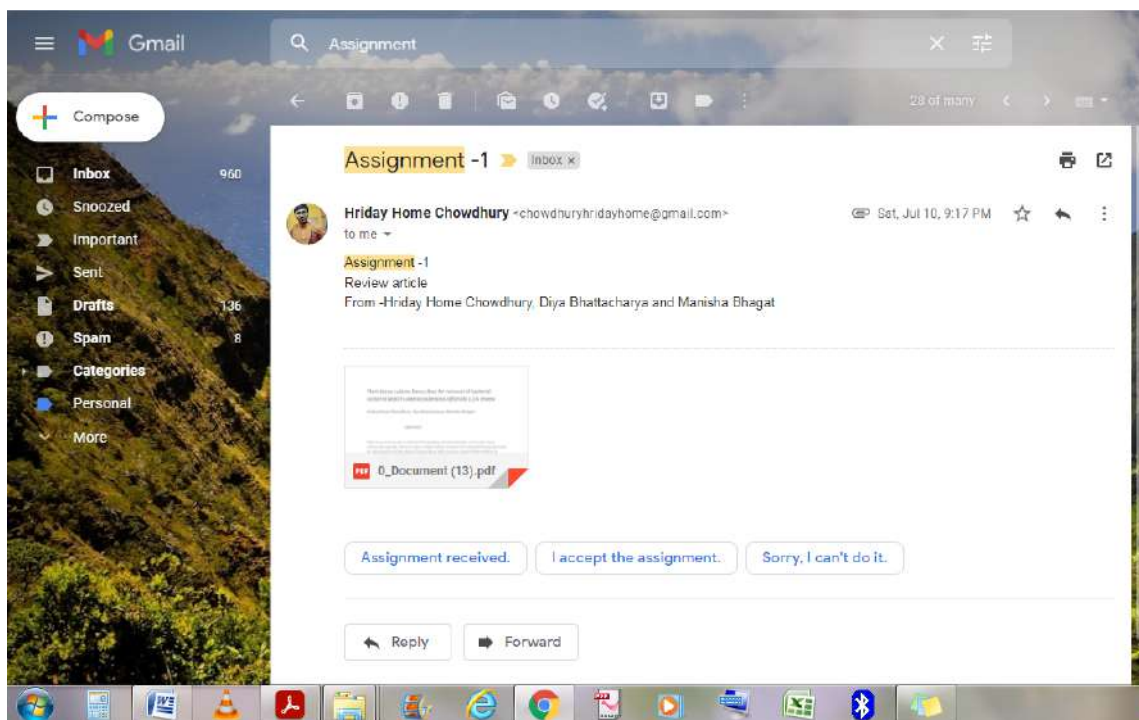 Gmail
Assignment
Compose
28 of many
Inbox 960
Snoozed
Important
Sent
Drafts 136
Spam 8
Categories
Personal
More
Assignment -1 Inbox x
Hriday Home Chowdhury <chowdhuryhridayhome@gmail.com> Sat, Jul 10, 9:17 PM
to me
Assignment -1
Review article
From -Hriday Home Chowdhury, Diya Bhattacharya and Manisha Bhagat
PDF 0_Document (13).pdf
Assignment received. I accept the assignment. Sorry, I can't do it.
Reply Forward